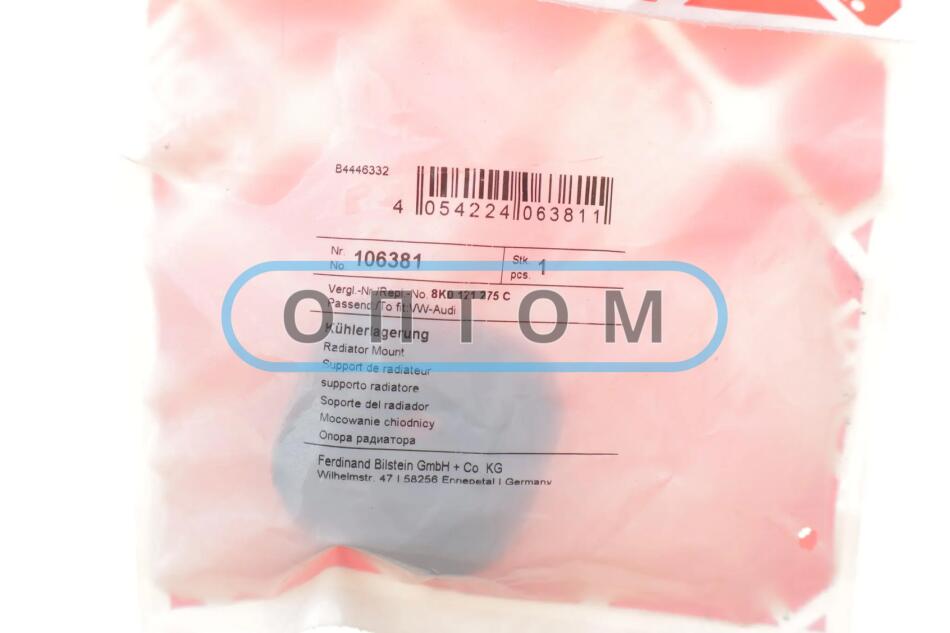 B4446332
4 054224 063811
Nr. No. 106381 Stk. pcs. 1
Vergl.-Nr./Repl.-No. 8K0 121 275 C
Passend/To fit:VW-Audi
ОПТОМ
Kühlerlagerung
Radiator Mount
Support de radiateur
supporto radiatore
Soporte del radiador
Mocowanie chłodnicy
Опора радиатора
Ferdinand Bilstein GmbH + Co KG
Wilhelmstr. 47 | 58256 Ennepetal | Germany